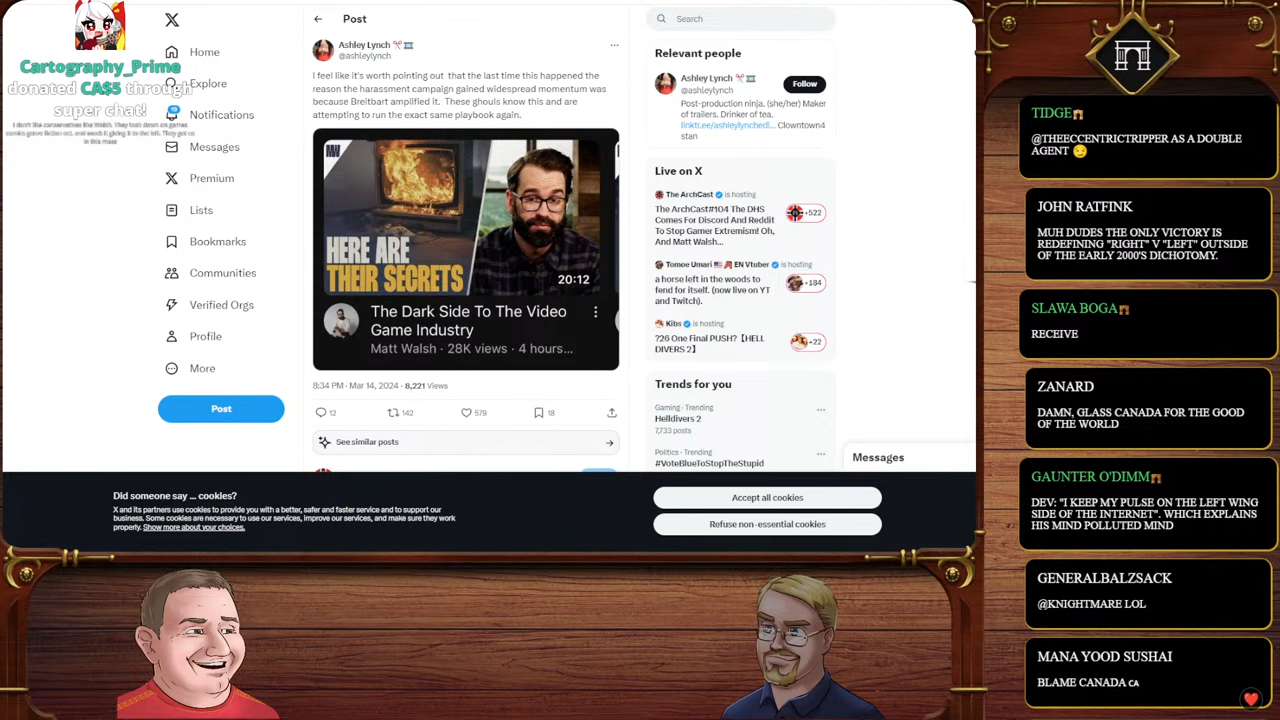 Cartography_Prime
donated CA$5 through
super chat!
in this mass
Home
Explore
19
Notifications
Messages
Premium
Lists
Bookmarks
Communities
Verified Orgs
Profile
More
Post
Post
Ashley Lynch
@ashleylynch
I feel like it's worth pointing out that the last time this happened the
reason the harassment campaign gained widespread momentum was
because Breitbart amplified it. These ghouls know this and are
attempting to run the exact same playbook again.
HERE ARE
THEIR SECRETS
20:12
The Dark Side To The Video
Game Industry
Matt Walsh · 28K views · 4 hours...
8:34 PM · Mar 14, 2024 · 8,221 Views
12
142
579
18
See similar posts
Search
Relevant people
Ashley Lynch
@ashleylynch
Follow
Post-production ninja. (she/her) Maker
of trailers. Drinker of tea.
linktr.ee/ashleylynchedi... Clowntown4
stan
Live on X
The ArchCast is hosting
The ArchCast#104 The DHS
Comes For Discord And Reddit
To Stop Gamer Extremism! Oh,
And Matt Walsh...
+522
Tomoe Umari EN Vtuber is hosting
a horse left in the woods to
fend for itself. (now live on YT
and Twitch).
+184
Kibs is hosting
?26 One Final PUSH?【HELL
DIVERS 2】
+22
Trends for you
Gaming · Trending
Helldivers 2
7,733 posts
Politics · Trending
#VoteBlueToStopTheStupid
Messages
Did someone say … cookies?
X and its partners use cookies to provide you with a better, safer and faster service and to support our
business. Some cookies are necessary to use our services, improve our services, and make sure they work
properly. Show more about your choices.
Accept all cookies
Refuse non-essential cookies
TIDGE
@THEECCENTRICTRIPPER AS A DOUBLE
AGENT 😏
JOHN RATFINK
MUH DUDES THE ONLY VICTORY IS
REDEFINING "RIGHT" V "LEFT" OUTSIDE
OF THE EARLY 2000'S DICHOTOMY.
SLAWA BOGA
RECEIVE
ZANARD
DAMN, GLASS CANADA FOR THE GOOD
OF THE WORLD
GAUNTER O'DIMM
DEV: "I KEEP MY PULSE ON THE LEFT WING
SIDE OF THE INTERNET". WHICH EXPLAINS
HIS MIND POLLUTED MIND
GENERALBALZSACK
@KNIGHTMARE LOL
MANA YOOD SUSHAI
BLAME CANADA CA